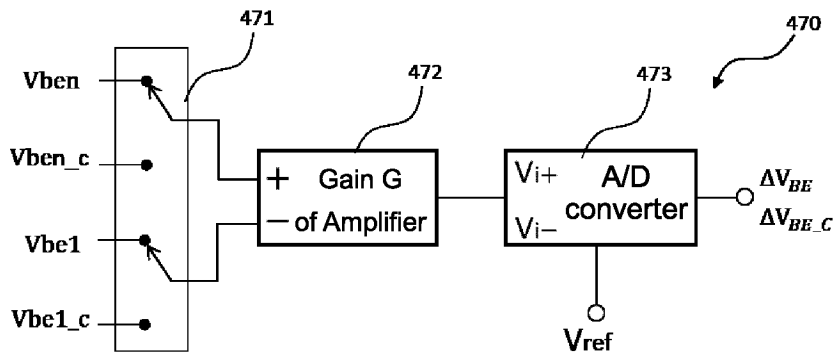 471
470
Vben
472
473
Vben_c
+ Gain G
− of Amplifier
Vi+ A/D
Vi− converter
ΔVBE
ΔVBE_C
Vbe1
Vbe1_c
Vref